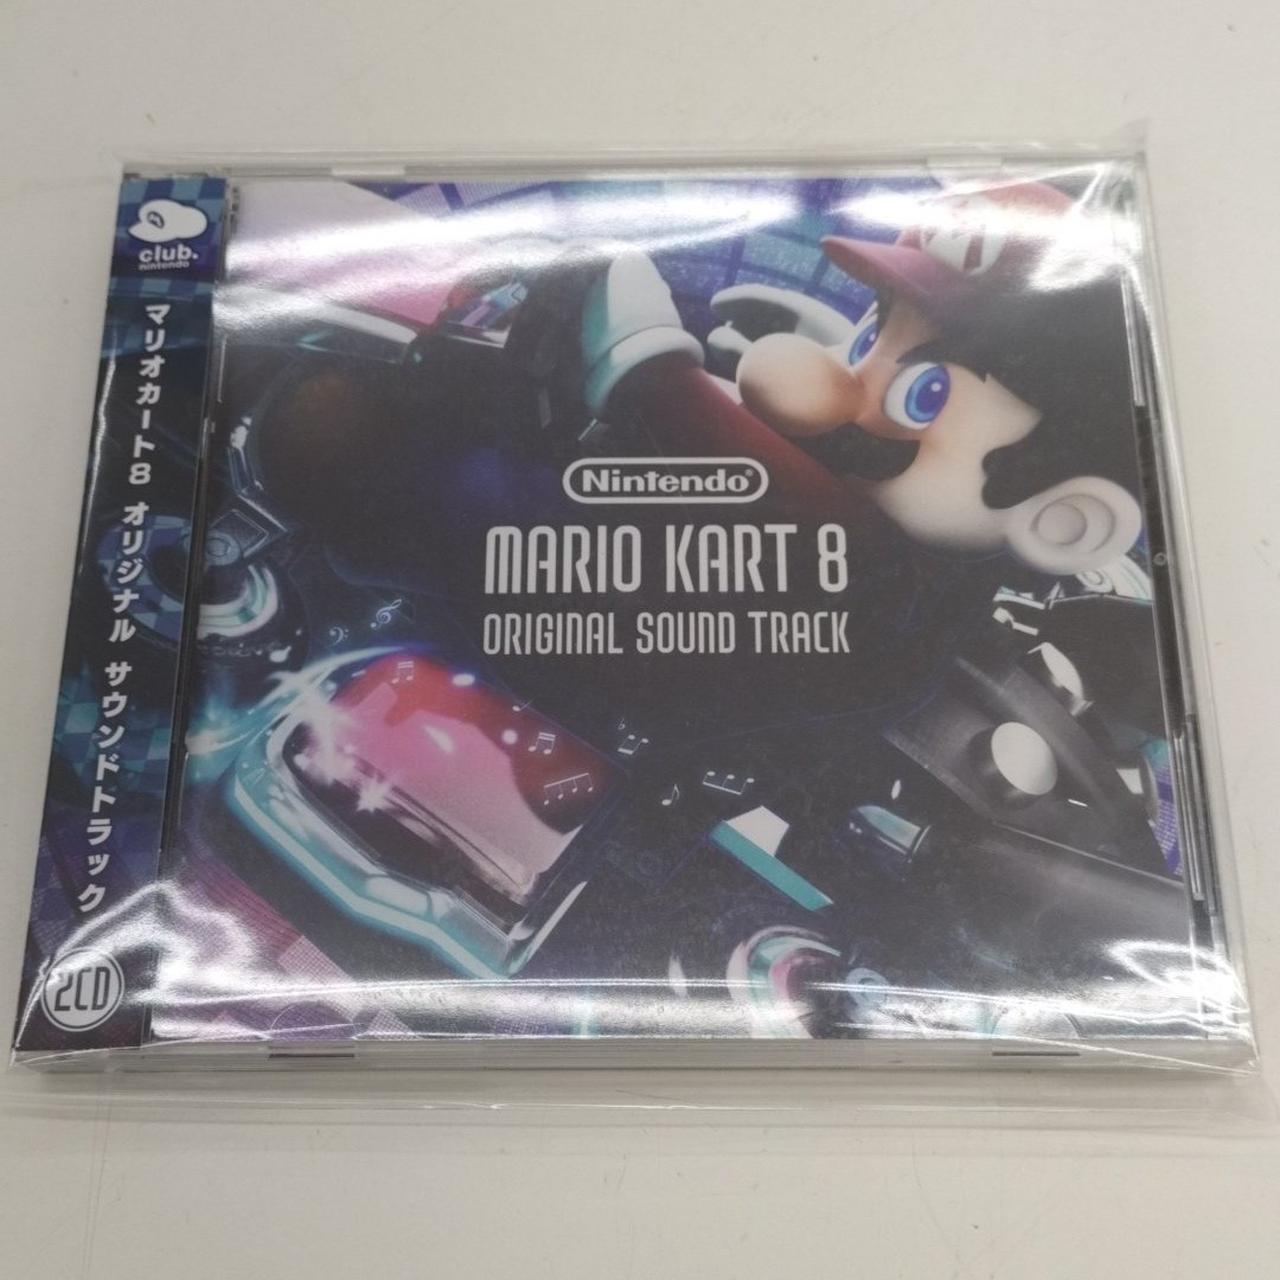 club.
nintendo
マリオカート8 オリジナル サウンドトラック
2CD
Nintendo®
MARIO KART 8
ORIGINAL SOUND TRACK
M